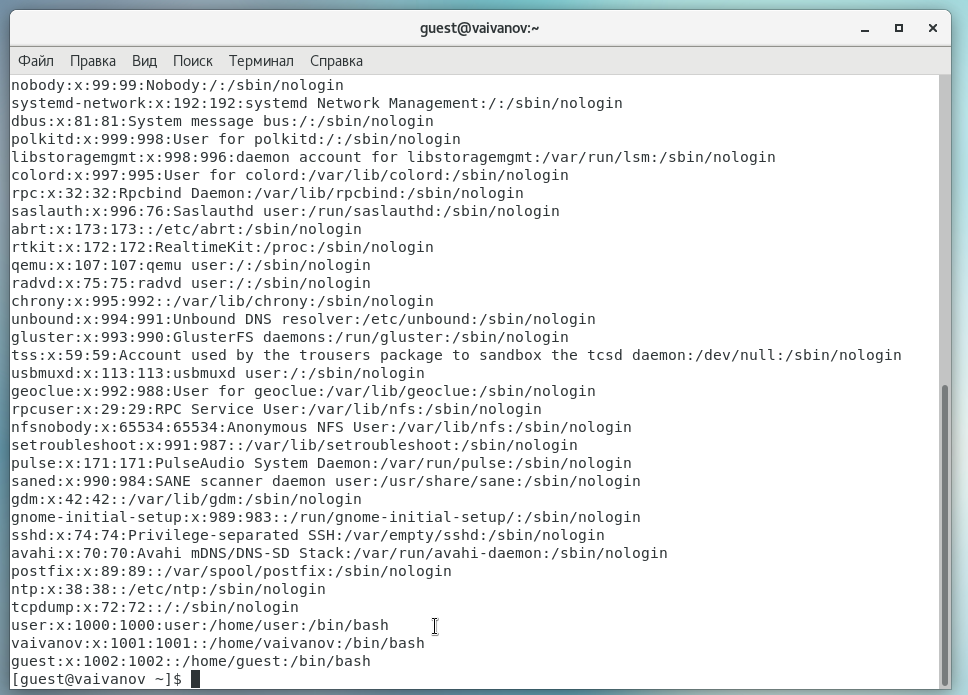 guest@vaivanov:~
Файл Правка Вид Поиск Терминал Справка
nobody:x:99:99:Nobody:/:/sbin/nologin
systemd-network:x:192:192:systemd Network Management:/:/sbin/nologin
dbus:x:81:81:System message bus:/:/sbin/nologin
polkitd:x:999:998:User for polkitd:/:/sbin/nologin
libstoragemgmt:x:998:996:daemon account for libstoragemgmt:/var/run/lsm:/sbin/nologin
colord:x:997:995:User for colord:/var/lib/colord:/sbin/nologin
rpc:x:32:32:Rpcbind Daemon:/var/lib/rpcbind:/sbin/nologin
saslauth:x:996:76:Saslauthd user:/run/saslauthd:/sbin/nologin
abrt:x:173:173::/etc/abrt:/sbin/nologin
rtkit:x:172:172:RealtimeKit:/proc:/sbin/nologin
qemu:x:107:107:qemu user:/:/sbin/nologin
radvd:x:75:75:radvd user:/:/sbin/nologin
chrony:x:995:992::/var/lib/chrony:/sbin/nologin
unbound:x:994:991:Unbound DNS resolver:/etc/unbound:/sbin/nologin
gluster:x:993:990:GlusterFS daemons:/run/gluster:/sbin/nologin
tss:x:59:59:Account used by the trousers package to sandbox the tcsd daemon:/dev/null:/sbin/nologin
usbmuxd:x:113:113:usbmuxd user:/:/sbin/nologin
geoclue:x:992:988:User for geoclue:/var/lib/geoclue:/sbin/nologin
rpcuser:x:29:29:RPC Service User:/var/lib/nfs:/sbin/nologin
nfsnobody:x:65534:65534:Anonymous NFS User:/var/lib/nfs:/sbin/nologin
setroubleshoot:x:991:987::/var/lib/setroubleshoot:/sbin/nologin
pulse:x:171:171:PulseAudio System Daemon:/var/run/pulse:/sbin/nologin
saned:x:990:984:SANE scanner daemon user:/usr/share/sane:/sbin/nologin
gdm:x:42:42::/var/lib/gdm:/sbin/nologin
gnome-initial-setup:x:989:983::/run/gnome-initial-setup/:/sbin/nologin
sshd:x:74:74:Privilege-separated SSH:/var/empty/sshd:/sbin/nologin
avahi:x:70:70:Avahi mDNS/DNS-SD Stack:/var/run/avahi-daemon:/sbin/nologin
postfix:x:89:89::/var/spool/postfix:/sbin/nologin
ntp:x:38:38::/etc/ntp:/sbin/nologin
tcpdump:x:72:72::/:/sbin/nologin
user:x:1000:1000:user:/home/user:/bin/bash
vaivanov:x:1001:1001::/home/vaivanov:/bin/bash
guest:x:1002:1002::/home/guest:/bin/bash
[guest@vaivanov ~]$